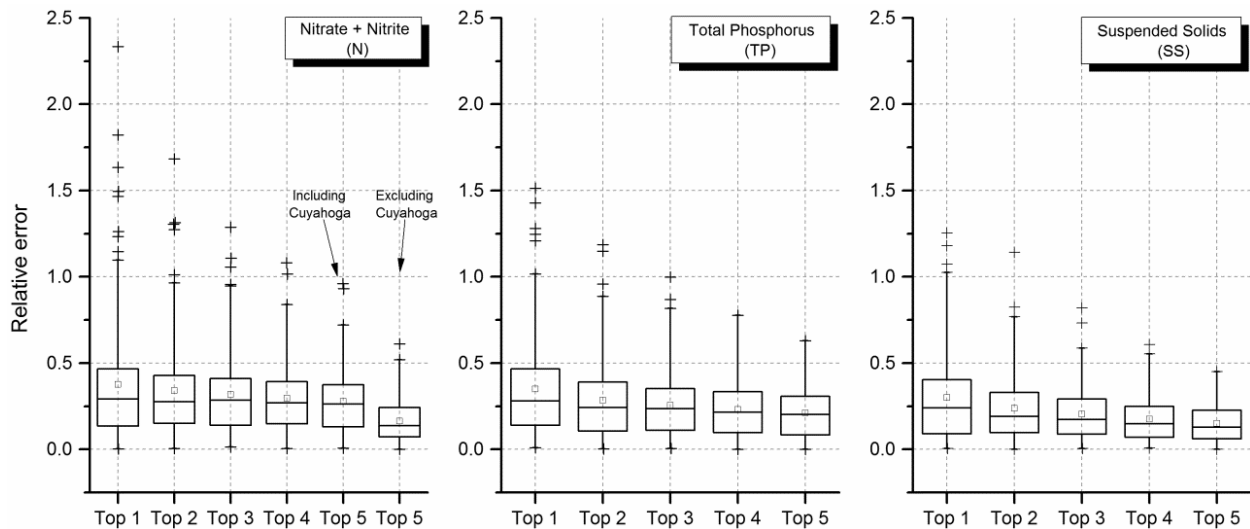 Relative error
2.5
2.0
1.5
1.0
0.5
0.0
Nitrate + Nitrite
(N)
Including
Cuyahoga
Excluding
Cuyahoga
Top 1 Top 2 Top 3 Top 4 Top 5 Top 5
2.5
2.0
1.5
1.0
0.5
0.0
Total Phosphorus
(TP)
Top 1 Top 2 Top 3 Top 4 Top 5
2.5
2.0
1.5
1.0
0.5
0.0
Suspended Solids
(SS)
Top 1 Top 2 Top 3 Top 4 Top 5